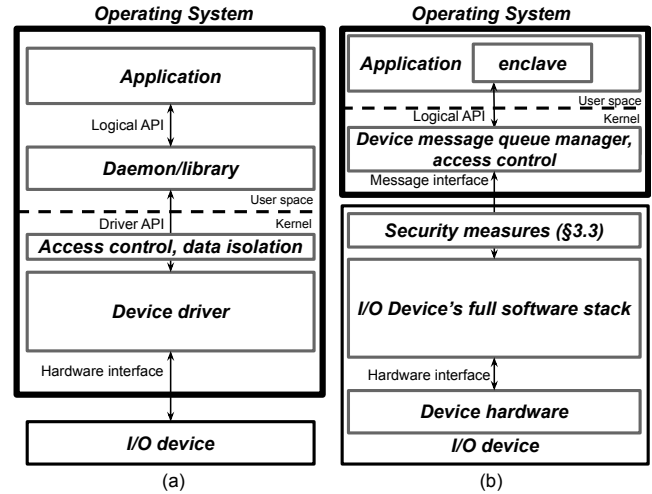 Operating System
Application
Logical API
Daemon/library
User space
Driver API
Kernel
Access control, data isolation
Device driver
Hardware interface
I/O device
(a)
Operating System
Application
enclave
User space
Logical API
Kernel
Device message queue manager,
access control
Message interface
Security measures (§3.3)
I/O Device's full software stack
Hardware interface
Device hardware
I/O device
(b)